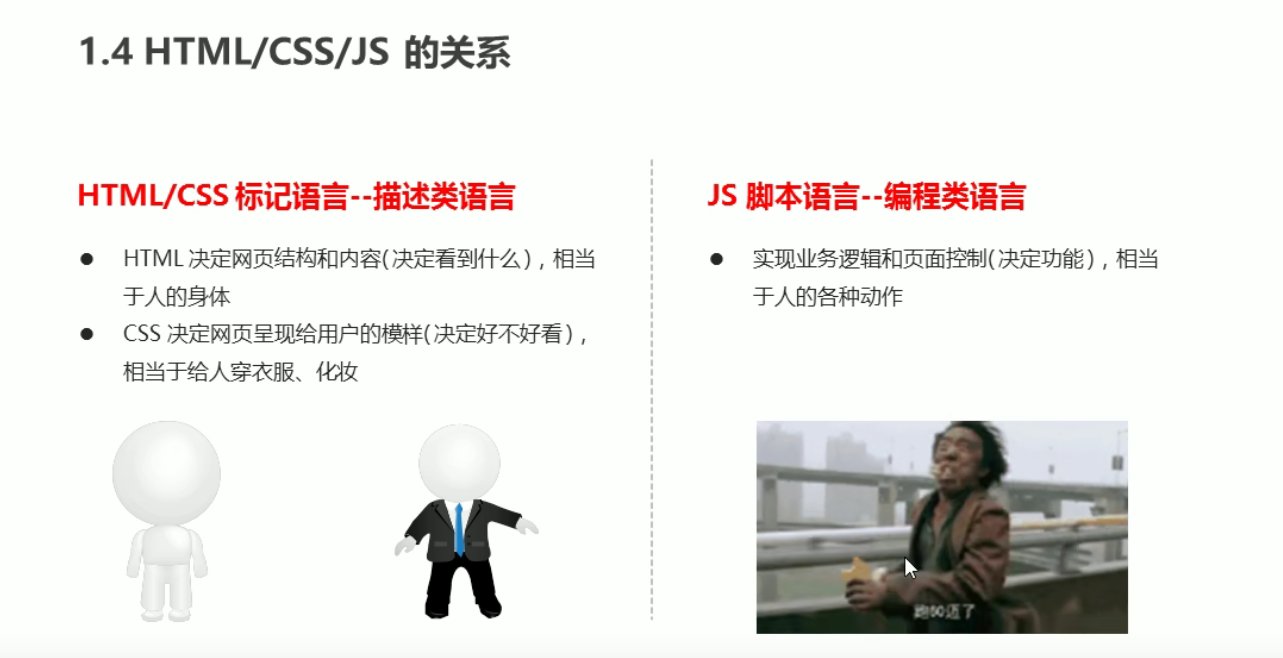 1.4 HTML/CSS/JS 的关系
HTML/CSS 标记语言--描述类语言
● HTML 决定网页结构和内容(决定看到什么)，相当
于人的身体
● CSS 决定网页呈现给用户的模样(决定好不好看)，
相当于给人穿衣服、化妆
JS 脚本语言--编程类语言
● 实现业务逻辑和页面控制(决定功能)，相当
于人的各种动作
跑80迈了